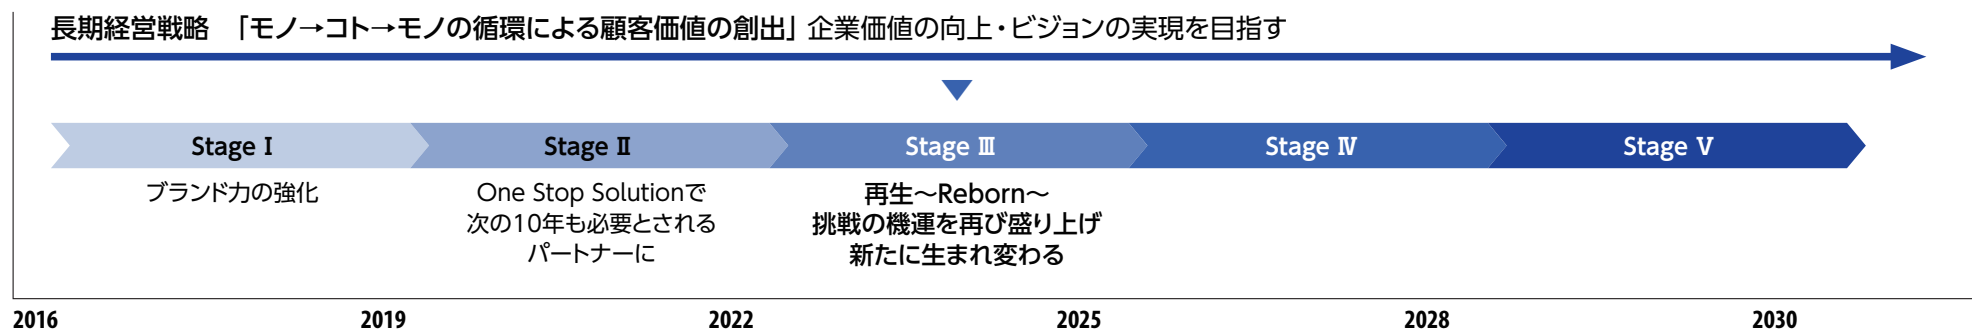 長期経営戦略　「モノ→コト→モノの循環による顧客価値の創出」 企業価値の向上・ビジョンの実現を目指す
Stage Ⅰ
Stage Ⅱ
Stage Ⅲ
Stage Ⅳ
Stage Ⅴ
ブランド力の強化
One Stop Solutionで
次の10年も必要とされる
パートナーに
再生～Reborn～
挑戦の機運を再び盛り上げ
新たに生まれ変わる
2016
2019
2022
2025
2028
2030